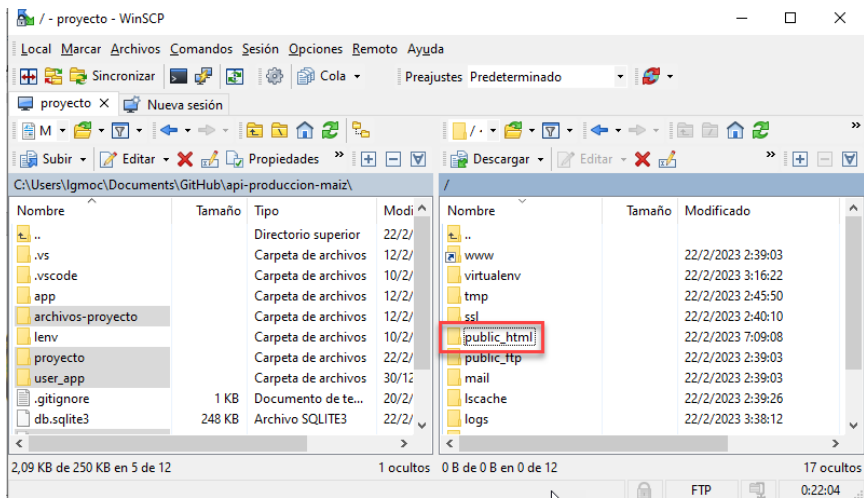 / - proyecto - WinSCP
Local Marcar Archivos Comandos Sesión Opciones Remoto Ayuda
Sincronizar Cola Preajustes Predeterminado
proyecto Nueva sesión
M /
Subir Editar Propiedades » Descargar Editar »
C:\Users\lgmoc\Documents\GitHub\api-produccion-maiz\ /
Nombre Tamaño Tipo Modi Nombre Tamaño Modificado
.. Directorio superior 22/2/ ..
.vs Carpeta de archivos 12/2/ www 22/2/2023 2:39:03
.vscode Carpeta de archivos 10/2/ virtualenv 22/2/2023 3:16:22
app Carpeta de archivos 12/2/ tmp 22/2/2023 2:45:50
archivos-proyecto Carpeta de archivos 12/2/ ssl 22/2/2023 2:40:10
lenv Carpeta de archivos 10/2/ public_html 22/2/2023 7:09:08
proyecto Carpeta de archivos 22/2/ public_ftp 22/2/2023 2:39:03
user_app Carpeta de archivos 30/12 mail 22/2/2023 2:39:03
.gitignore 1 KB Documento de te... 20/2/ lscache 22/2/2023 2:39:26
db.sqlite3 248 KB Archivo SQLITE3 22/2/ logs 22/2/2023 3:38:12
2,09 KB de 250 KB en 5 de 12 1 ocultos 0 B de 0 B en 0 de 12 17 ocultos
FTP 0:22:04